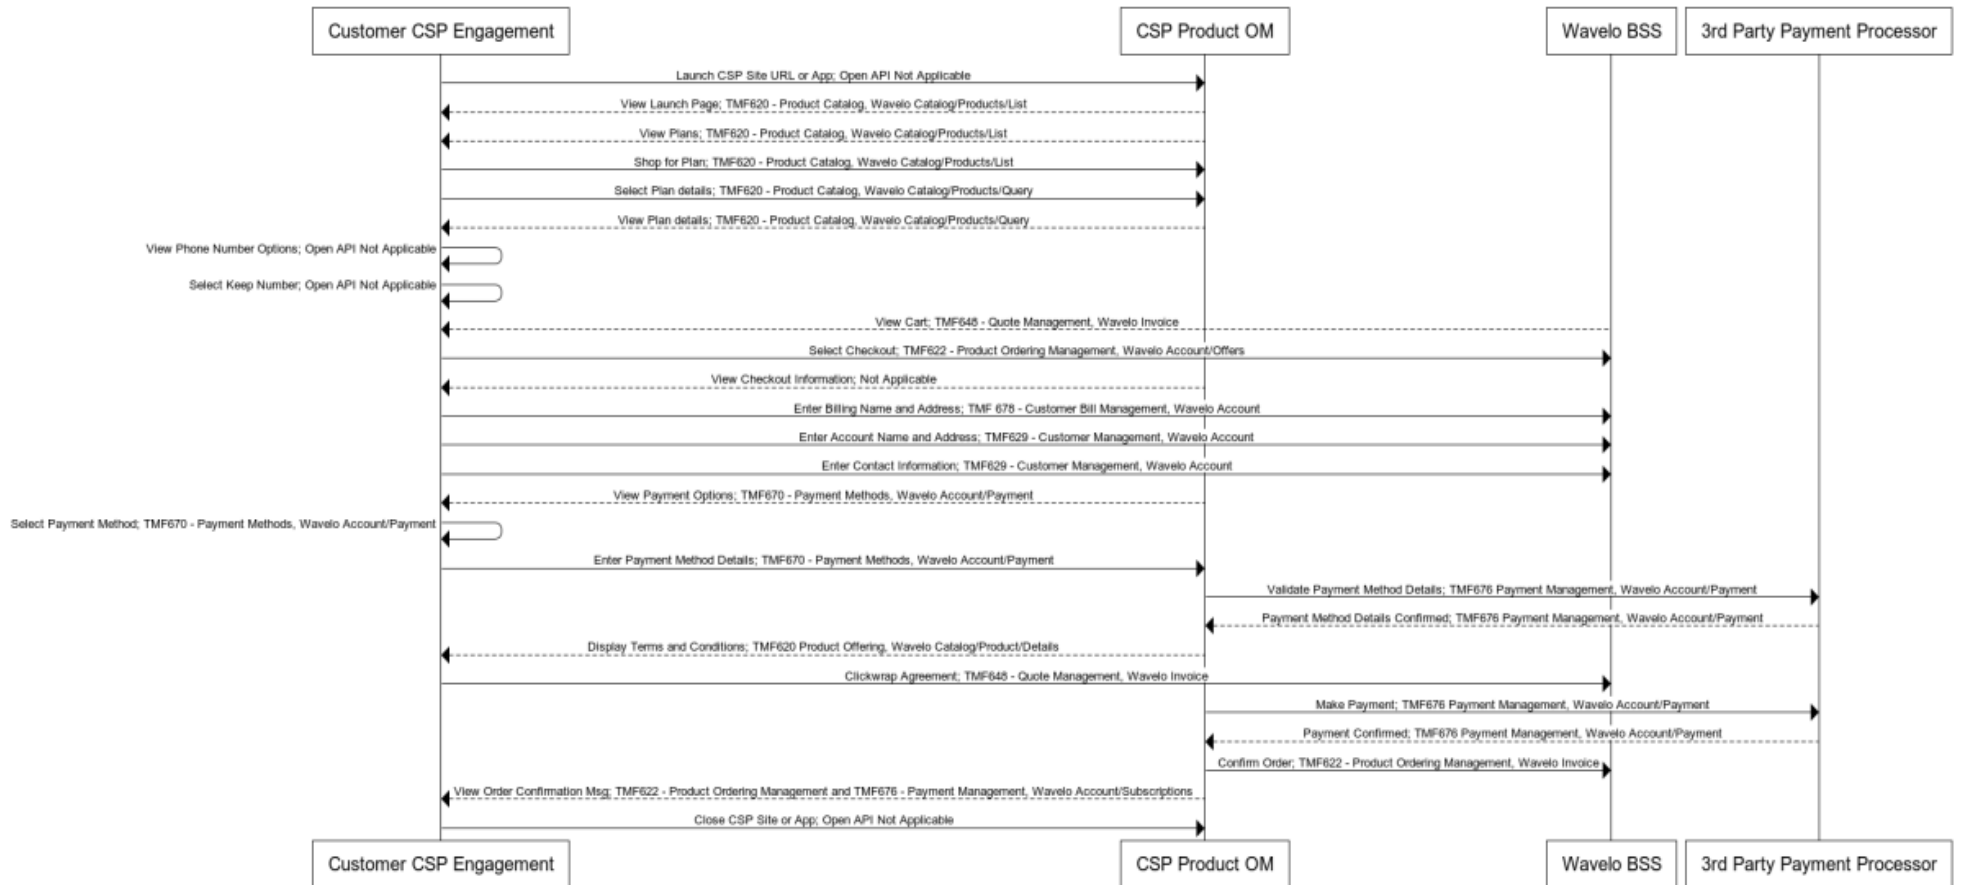 Customer CSP Engagement
CSP Product OM
Wavelo BSS
3rd Party Payment Processor
Launch CSP Site URL or App; Open API Not Applicable
View Launch Page; TMF620 - Product Catalog, Wavelo Catalog/Products/List
View Plans; TMF620 - Product Catalog, Wavelo Catalog/Products/List
Shop for Plan; TMF620 - Product Catalog, Wavelo Catalog/Products/List
Select Plan details; TMF620 - Product Catalog, Wavelo Catalog/Products/Query
View Plan details; TMF620 - Product Catalog, Wavelo Catalog/Products/Query
View Phone Number Options; Open API Not Applicable
Select Keep Number; Open API Not Applicable
View Cart; TMF648 - Quote Management, Wavelo Invoice
Select Checkout; TMF622 - Product Ordering Management, Wavelo Account/Offers
View Checkout Information; Not Applicable
Enter Billing Name and Address; TMF 678 - Customer Bill Management, Wavelo Account
Enter Account Name and Address; TMF629 - Customer Management, Wavelo Account
Enter Contact Information; TMF629 - Customer Management, Wavelo Account
View Payment Options; TMF670 - Payment Methods, Wavelo Account/Payment
Select Payment Method; TMF670 - Payment Methods, Wavelo Account/Payment
Enter Payment Method Details; TMF670 - Payment Methods, Wavelo Account/Payment
Validate Payment Method Details; TMF676 Payment Management, Wavelo Account/Payment
Payment Method Details Confirmed; TMF676 Payment Management, Wavelo Account/Payment
Display Terms and Conditions; TMF620 Product Offering, Wavelo Catalog/Product/Details
Clickwrap Agreement; TMF648 - Quote Management, Wavelo Invoice
Make Payment; TMF676 Payment Management, Wavelo Account/Payment
Payment Confirmed; TMF676 Payment Management, Wavelo Account/Payment
Confirm Order; TMF622 - Product Ordering Management, Wavelo Invoice
View Order Confirmation Msg; TMF622 - Product Ordering Management and TMF676 - Payment Management, Wavelo Account/Subscriptions
Close CSP Site or App; Open API Not Applicable
Customer CSP Engagement
CSP Product OM
Wavelo BSS
3rd Party Payment Processor